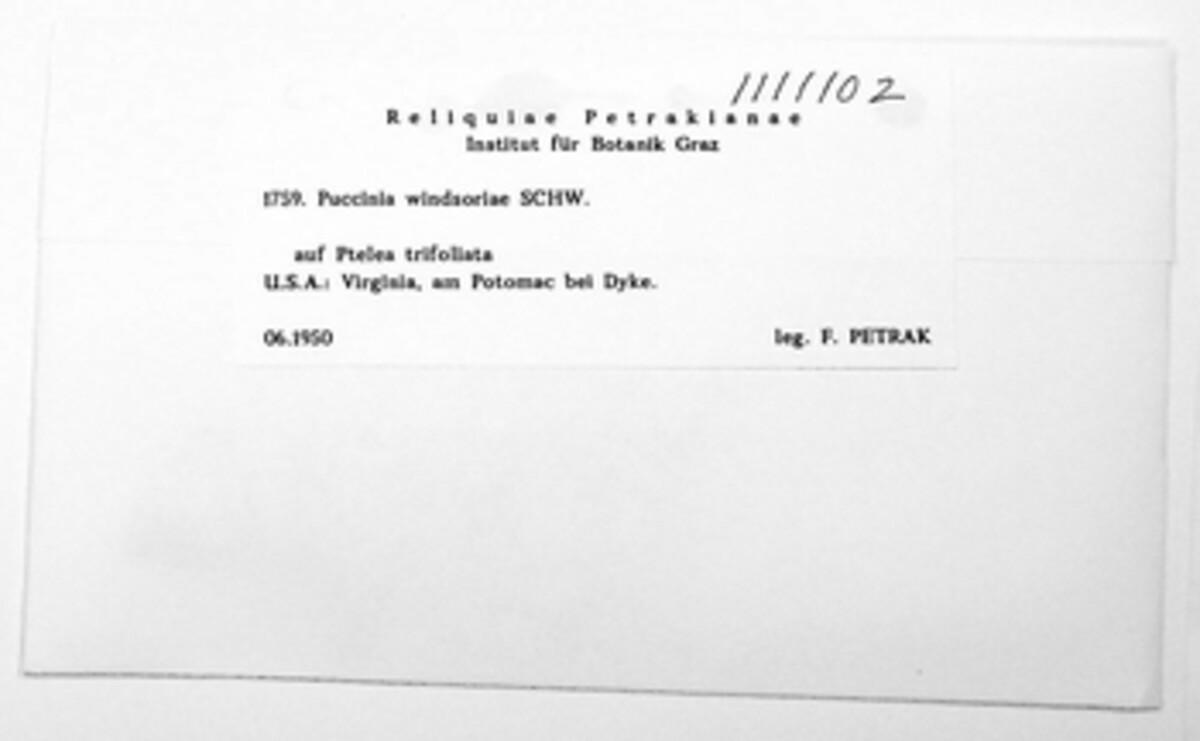 1111102
Reliquiae Petrakianae
Institut für Botanik Graz
1759. Puccinia windsoriae SCHW.
auf Ptelea trifoliata
U.S.A.: Virginia, am Potomac bei Dyke.
06.1950 leg. F. PETRAK